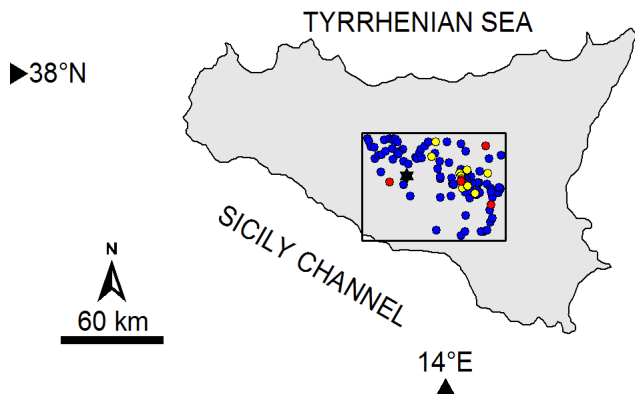 TYRRHENIAN SEA
38°N
SICILY CHANNEL
N
60 km
14°E